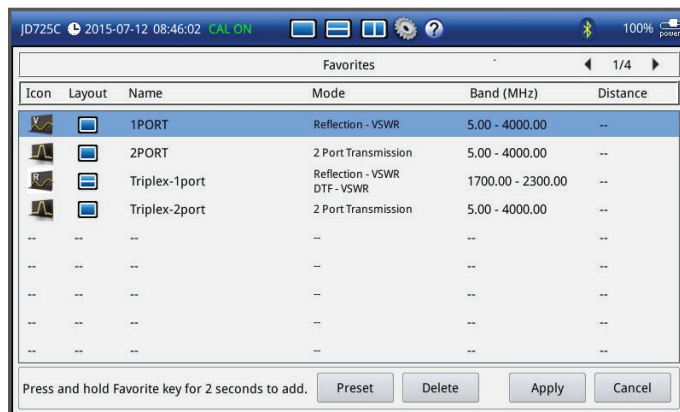 JD725C 2015-07-12 08:46:02 CAL ON ? 100% power
Favorites 1/4
Icon Layout Name Mode Band (MHz) Distance
V 1PORT Reflection - VSWR 5.00 - 4000.00 --
2PORT 2 Port Transmission 5.00 - 4000.00 --
R Triplex-1port Reflection - VSWR 1700.00 - 2300.00 --
DTF - VSWR
Triplex-2port 2 Port Transmission 5.00 - 4000.00 --
-- -- -- -- -- --
-- -- -- -- -- --
-- -- -- -- -- --
-- -- -- -- -- --
-- -- -- -- -- --
Press and hold Favorite key for 2 seconds to add. Preset Delete Apply Cancel